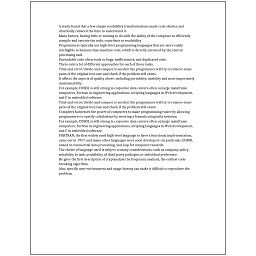 A study found that a few simple readability transformations made code shorter and
drastically reduced the time to understand it.
Many factors, having little or nothing to do with the ability of the computer to efficiently
compile and execute the code, contribute to readability.
Programmers typically use high-level programming languages that are more easily
intelligible to humans than machine code, which is directly executed by the central
processing unit.
Unreadable code often leads to bugs, inefficiencies, and duplicated code.
There exist a lot of different approaches for each of those tasks.
Trial-and-error/divide-and-conquer is needed: the programmer will try to remove some
parts of the original test case and check if the problem still exists.
It affects the aspects of quality above, including portability, usability and most importantly
maintainability.
For example, COBOL is still strong in corporate data centers often on large mainframe
computers, Fortran in engineering applications, scripting languages in Web development,
and C in embedded software.
Trial-and-error/divide-and-conquer is needed: the programmer will try to remove some
parts of the original test case and check if the problem still exists.
Compilers harnessed the power of computers to make programming easier by allowing
programmers to specify calculations by entering a formula using infix notation.
For example, COBOL is still strong in corporate data centers often on large mainframe
computers, Fortran in engineering applications, scripting languages in Web development,
and C in embedded software.
FORTRAN, the first widely used high-level language to have a functional implementation,
came out in 1957, and many other languages were soon developed—in particular, COBOL
aimed at commercial data processing, and Lisp for computer research.
The choice of language used is subject to many considerations, such as company policy,
suitability to task, availability of third-party packages, or individual preference.
He gave the first description of cryptanalysis by frequency analysis, the earliest code-
breaking algorithm.
Also, specific user environment and usage history can make it difficult to reproduce the
problem.